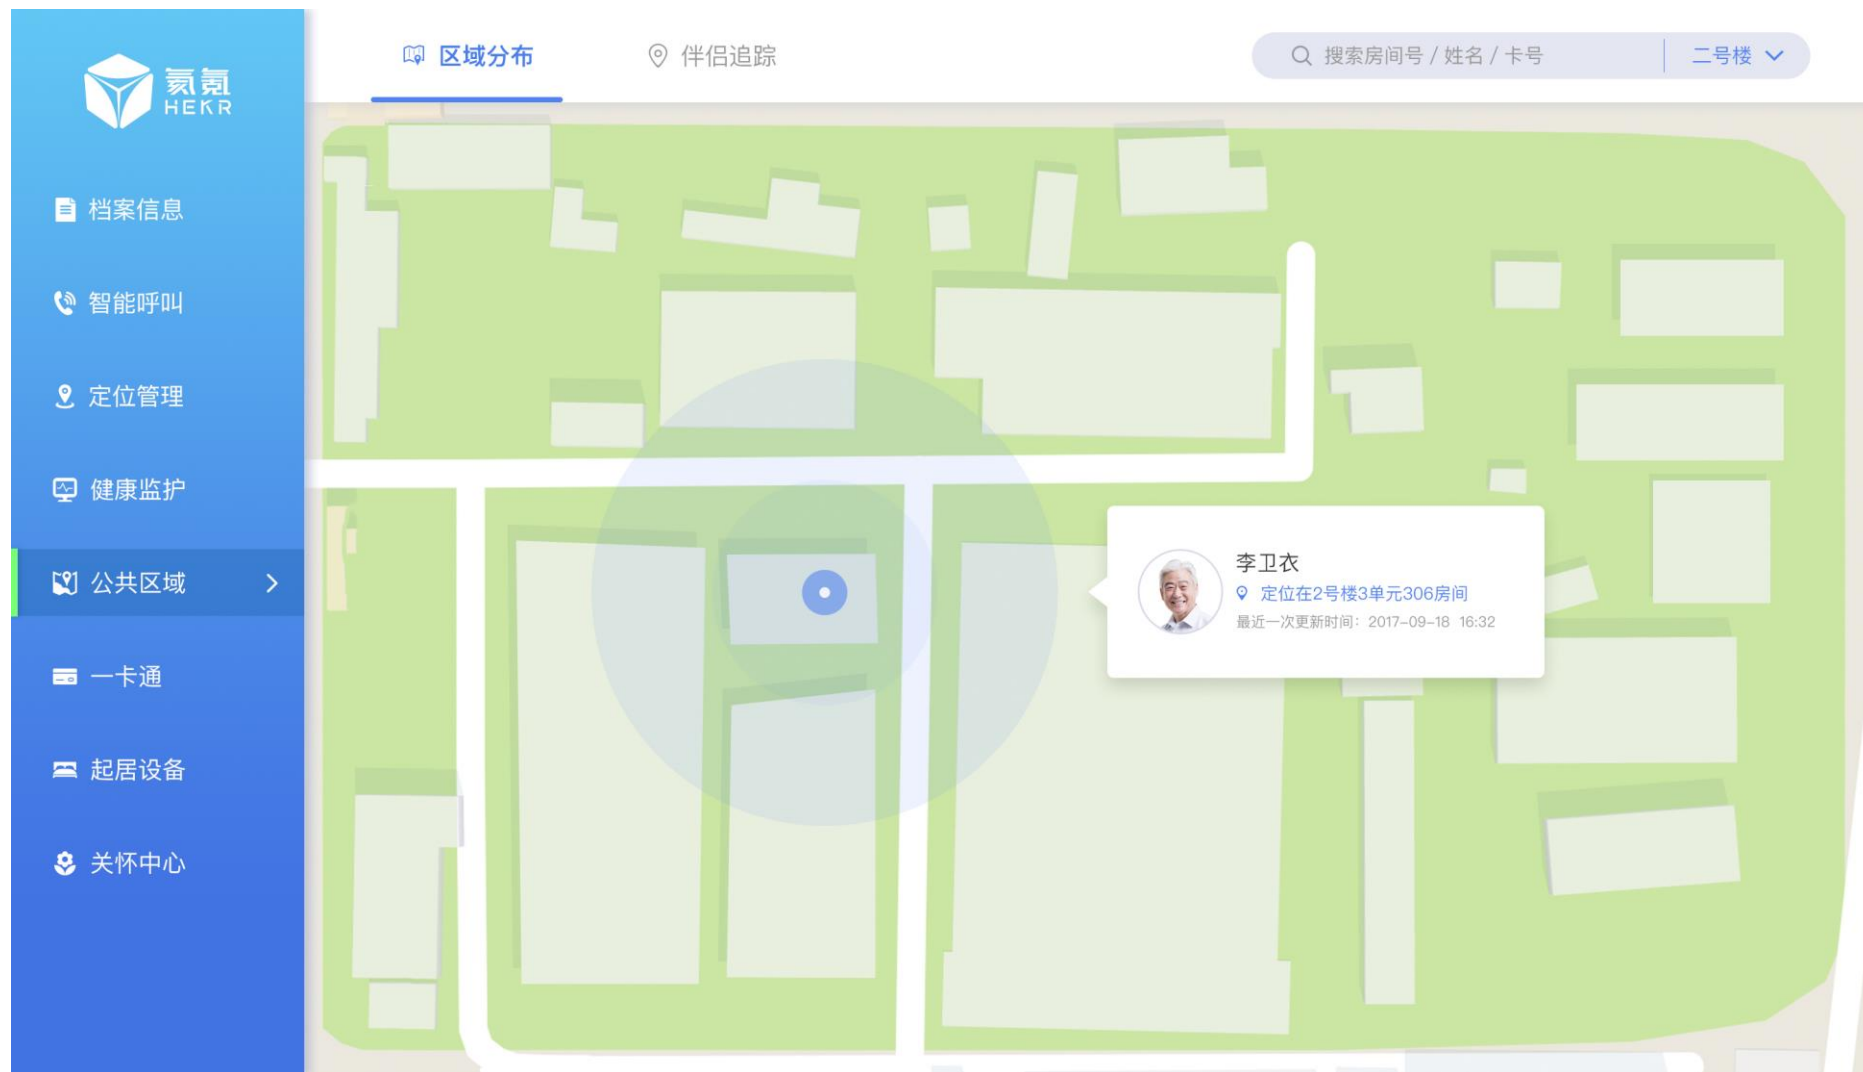 氦氪
HEKR
区域分布
伴侣追踪
搜索房间号 / 姓名 / 卡号
二号楼
档案信息
智能呼叫
定位管理
健康监护
公共区域
一卡通
起居设备
关怀中心
李卫衣
定位在2号楼3单元306房间
最近一次更新时间：2017-09-18 16:32